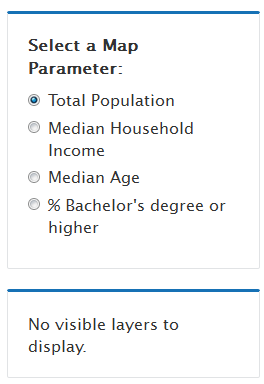 Select a Map
Parameter:
Total Population
Median Household
Income
Median Age
% Bachelor's degree or
higher
No visible layers to
display.